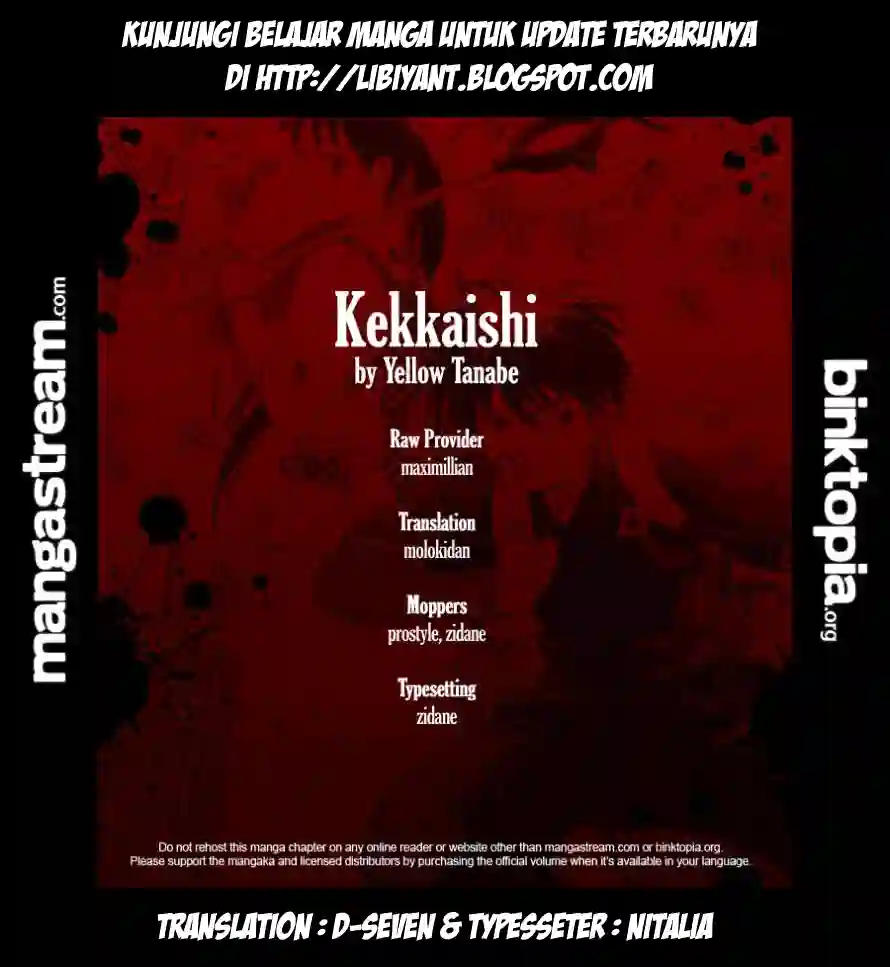 KUNJUNGI BELAJAR MANGA UNTUK UPDATE TERBARUNYA
DI HTTP://LIBIYANT.BLOGSPOT.COM
mangastream.com
Kekkaishi
by Yellow Tanabe
Raw Provider
maximillian
Translation
molokidan
Moppers
prostyle, zidane
Typesetting
zidane
binktopia.org
Do not rehost this manga chapter on any online reader or website other than mangastream.com or binktopia.org.
Please support the mangaka and licensed distributors by purchasing the official volume when it's available in your language.
TRANSLATION : D-SEVEN & TYPESSETER : NITALIA